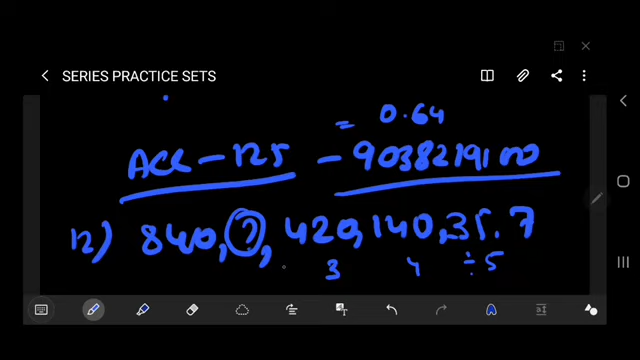 SERIES PRACTICE SETS
= 0.64
ACC - 125 - 9038219100
12) 840, ?, 420, 140, 35. 7
3 4 ÷5